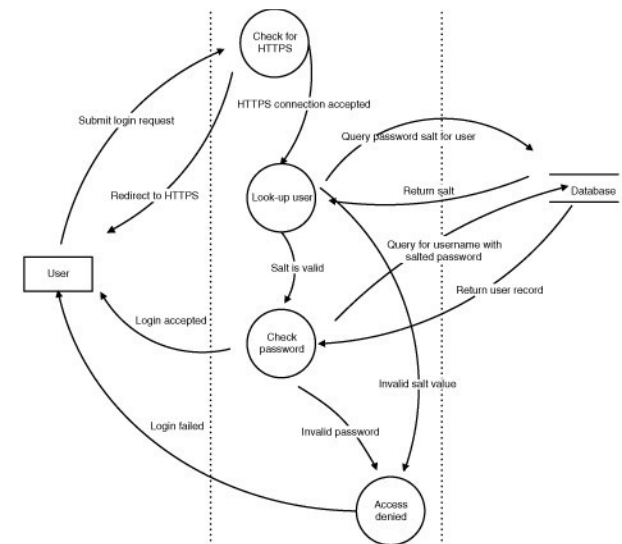 Check for
HTTPS
HTTPS connection accepted
Submit login request
Query password salt for user
Redirect to HTTPS
Look-up user
Return salt
Database
Query for username with
salted password
User
Salt is valid
Return user record
Login accepted
Check
password
Invalid salt value
Login failed
Invalid password
Access
denied